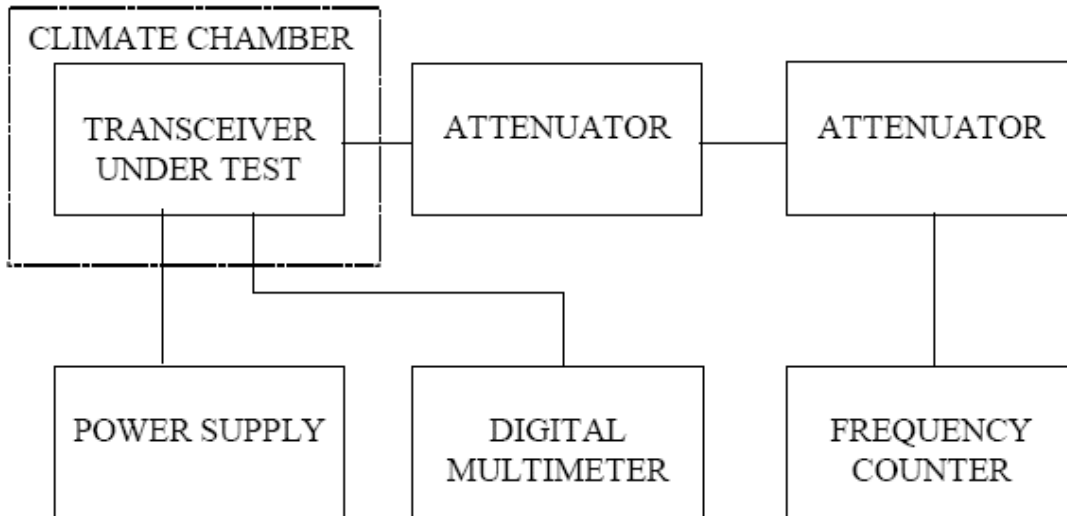 CLIMATE CHAMBER
TRANSCEIVER
UNDER TEST
ATTENUATOR
ATTENUATOR
POWER SUPPLY
DIGITAL
MULTIMETER
FREQUENCY
COUNTER